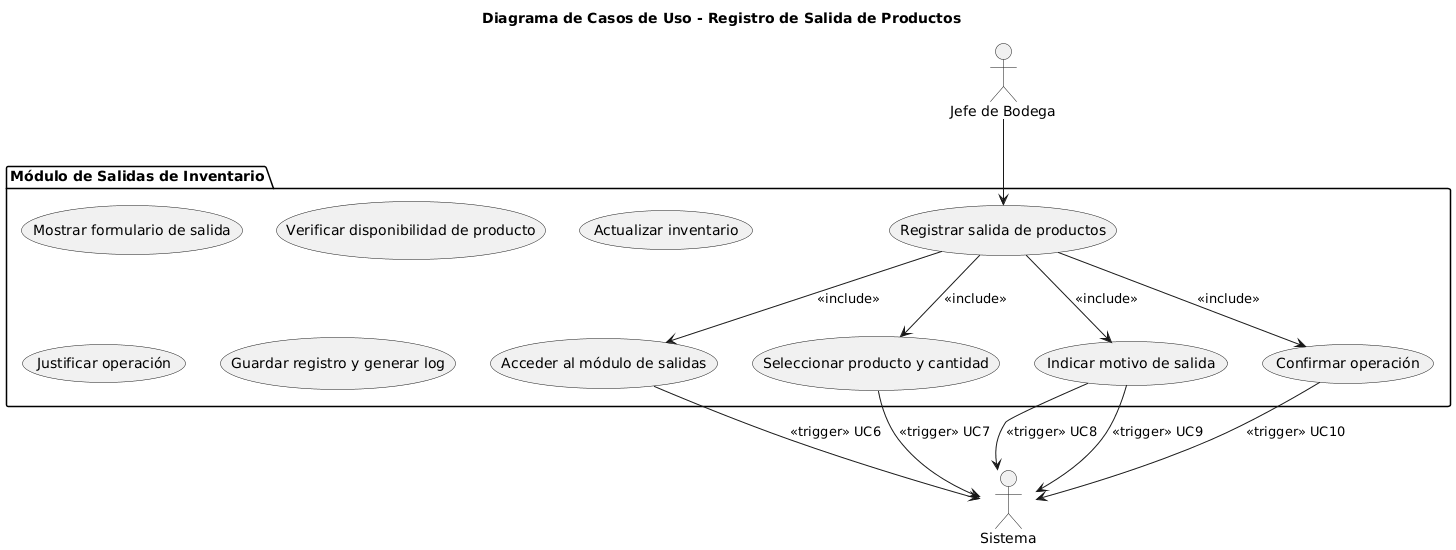 Diagrama de Casos de Uso - Registro de Salida de Productos
Jefe de Bodega
Módulo de Salidas de Inventario
Mostrar formulario de salida
Verificar disponibilidad de producto
Actualizar inventario
Registrar salida de productos
«include»
«include»
«include»
«include»
Justificar operación
Guardar registro y generar log
Acceder al módulo de salidas
Seleccionar producto y cantidad
Indicar motivo de salida
Confirmar operación
«trigger» UC6
«trigger» UC7
«trigger» UC8
«trigger» UC9
«trigger» UC10
Sistema